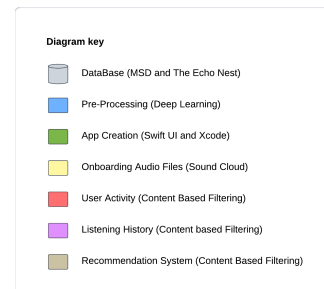 Diagram key
DataBase (MSD and The Echo Nest)
Pre-Processing (Deep Learning)
App Creation (Swift UI and Xcode)
Onboarding Audio Files (Sound Cloud)
User Activity (Content Based Filtering)
Listening History (Content based Filtering)
Recommendation System (Content Based Filtering)